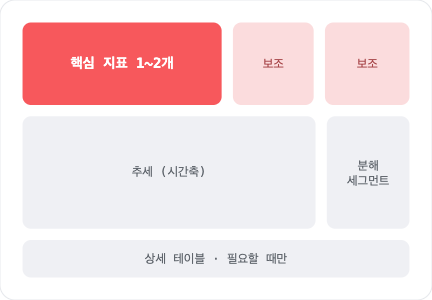 핵심 지표 1~2개
보조
보조
추세 (시간축)
분해
세그먼트
상세 테이블 · 필요할 때만